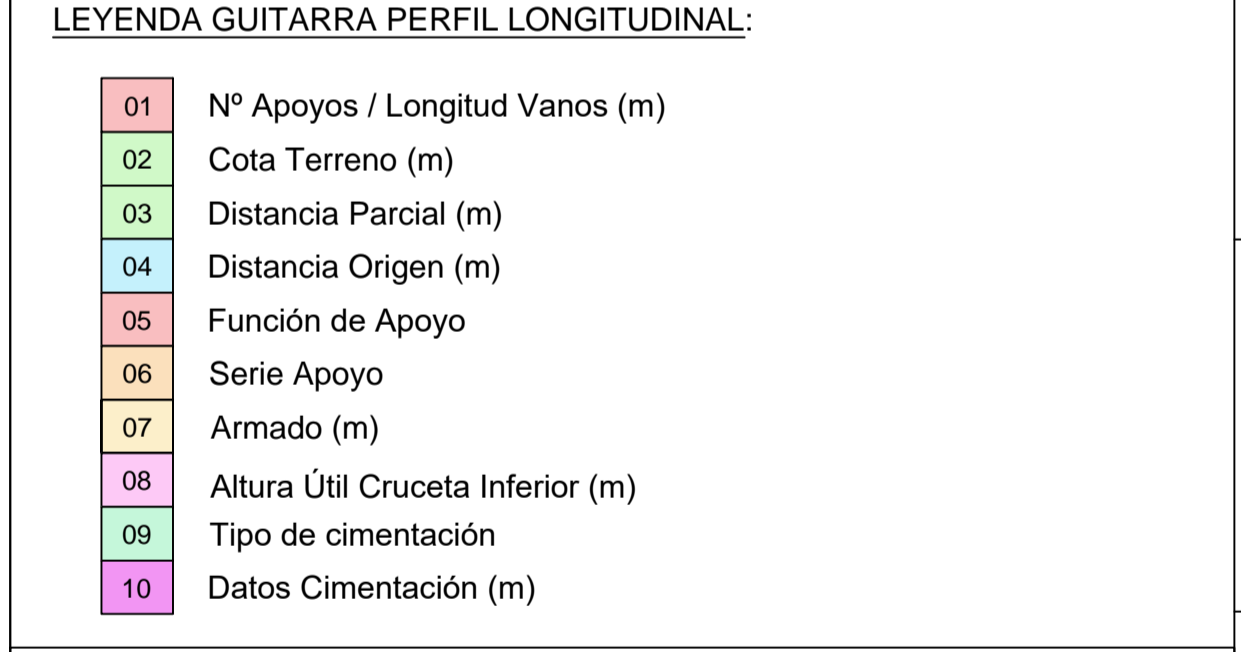 LEYENDA GUITARRA PERFIL LONGITUDINAL:
01 Nº Apoyos / Longitud Vanos (m)
02 Cota Terreno (m)
03 Distancia Parcial (m)
04 Distancia Origen (m)
05 Función de Apoyo
06 Serie Apoyo
07 Armado (m)
08 Altura Útil Cruceta Inferior (m)
09 Tipo de cimentación
10 Datos Cimentación (m)